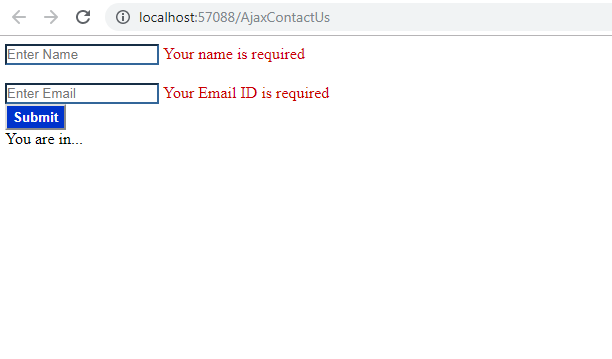 localhost:57088/AjaxContactUs
Enter Name Your name is required
Enter Email Your Email ID is required
Submit
You are in...